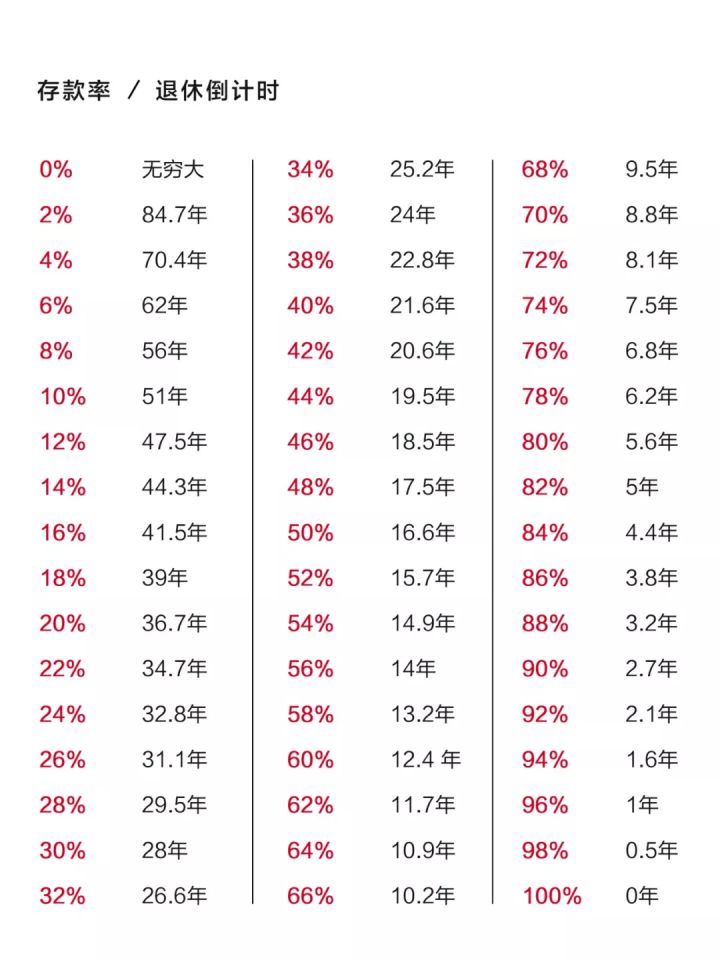 存款率 / 退休倒计时
0% 无穷大
2% 84.7年
4% 70.4年
6% 62年
8% 56年
10% 51年
12% 47.5年
14% 44.3年
16% 41.5年
18% 39年
20% 36.7年
22% 34.7年
24% 32.8年
26% 31.1年
28% 29.5年
30% 28年
32% 26.6年
34% 25.2年
36% 24年
38% 22.8年
40% 21.6年
42% 20.6年
44% 19.5年
46% 18.5年
48% 17.5年
50% 16.6年
52% 15.7年
54% 14.9年
56% 14年
58% 13.2年
60% 12.4 年
62% 11.7年
64% 10.9年
66% 10.2年
68% 9.5年
70% 8.8年
72% 8.1年
74% 7.5年
76% 6.8年
78% 6.2年
80% 5.6年
82% 5年
84% 4.4年
86% 3.8年
88% 3.2年
90% 2.7年
92% 2.1年
94% 1.6年
96% 1年
98% 0.5年
100% 0年